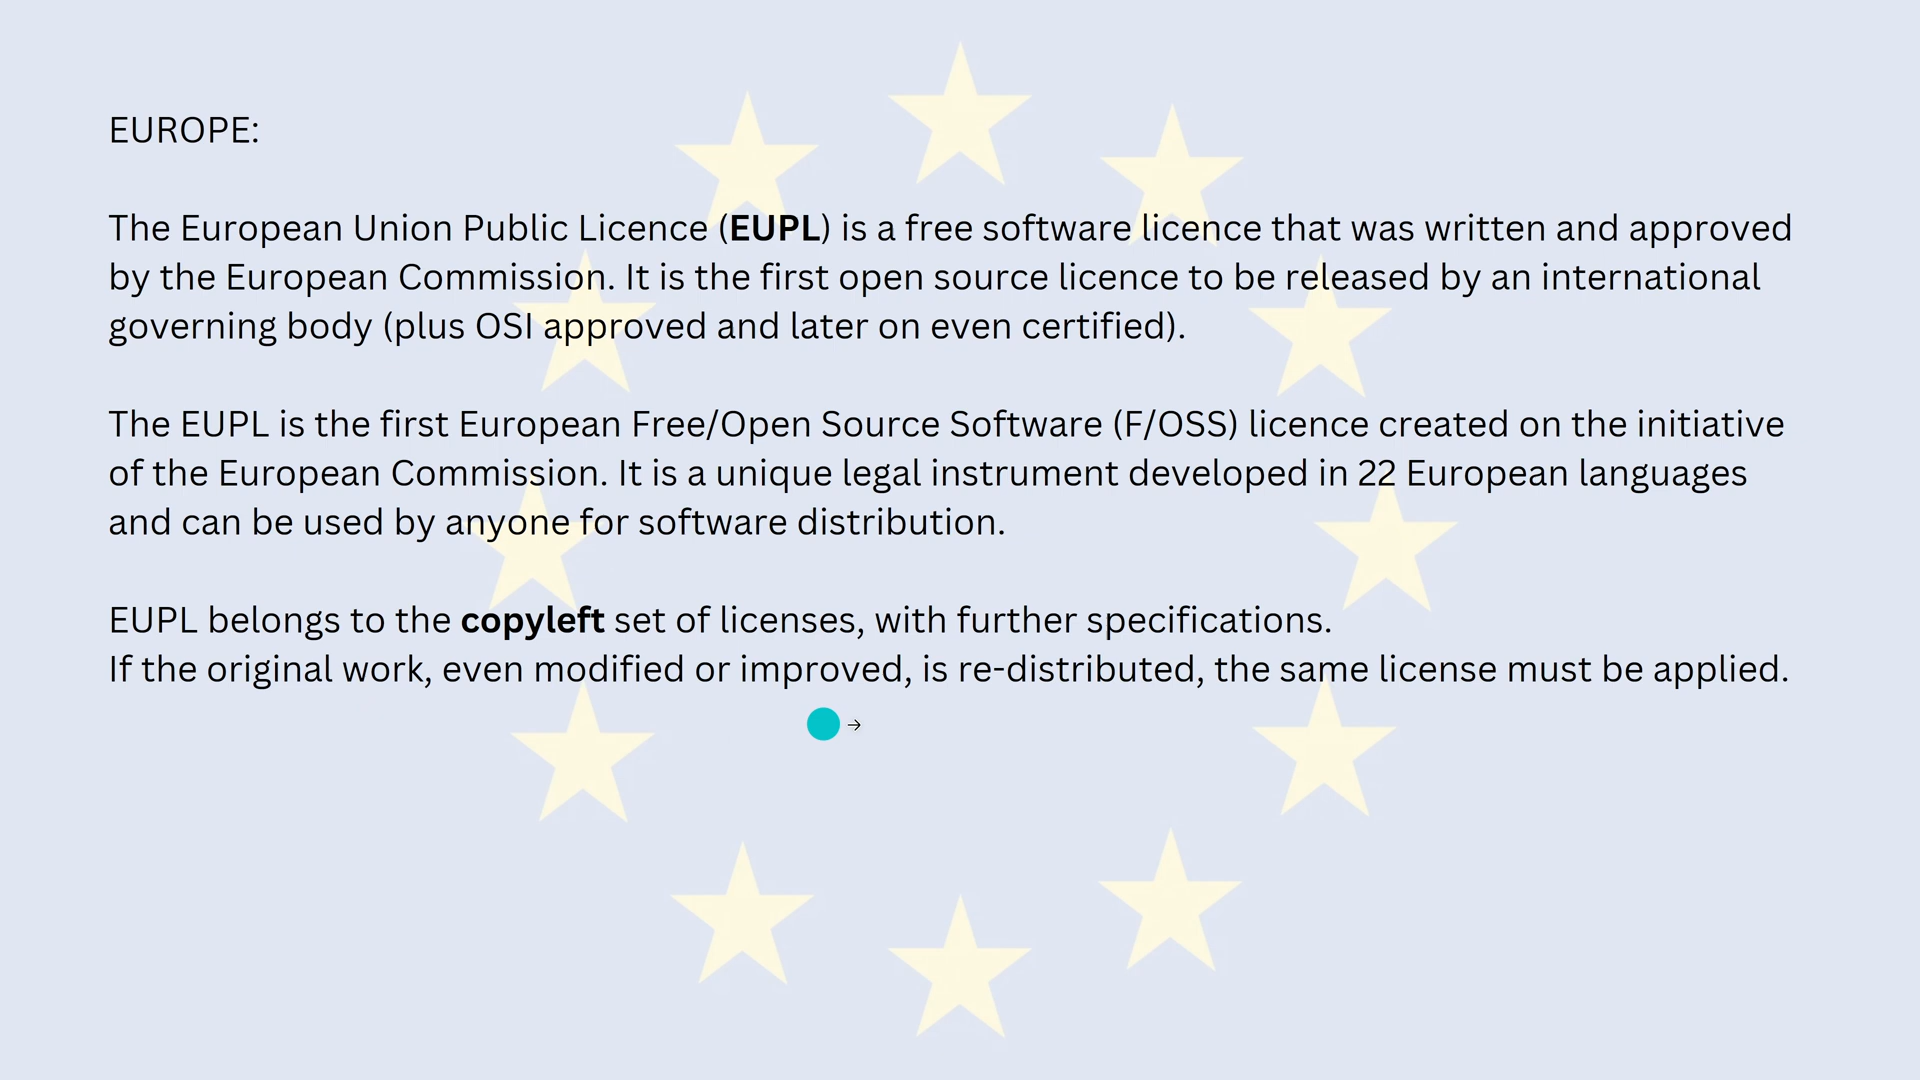 EUROPE:
The European Union Public Licence (EUPL) is a free software licence that was written and approved
by the European Commission. It is the first open source licence to be released by an international
governing body (plus OSI approved and later on even certified).
The EUPL is the first European Free/Open Source Software (F/OSS) licence created on the initiative
of the European Commission. It is a unique legal instrument developed in 22 European languages
and can be used by anyone for software distribution.
EUPL belongs to the copyleft set of licenses, with further specifications.
If the original work, even modified or improved, is re-distributed, the same license must be applied.
→